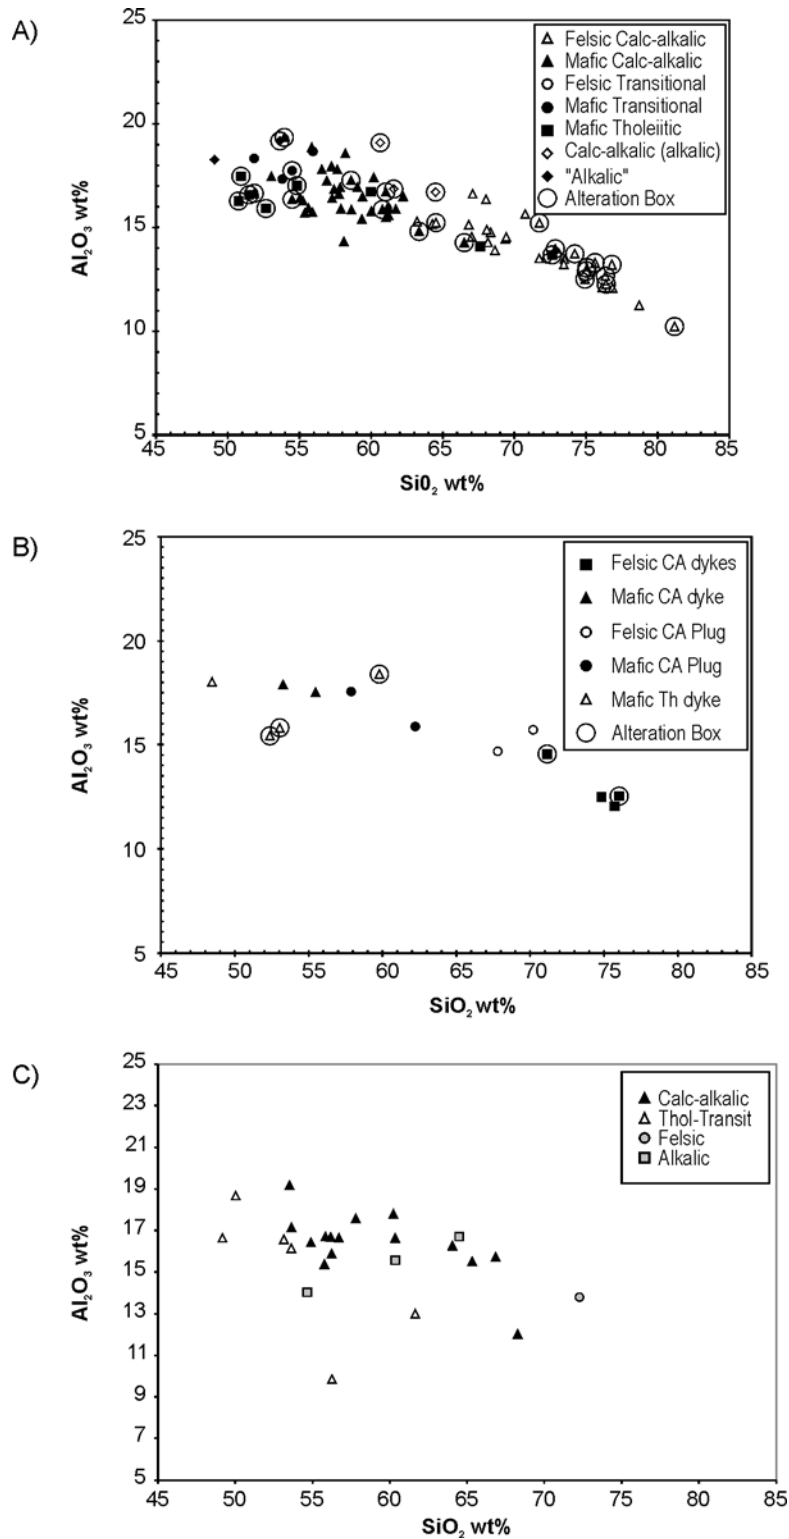 A)
25
20
15
10
5
Al₂O₃ wt%
45 50 55 60 65 70 75 81 85
Si0₂ wt%
Felsic Calc-alkalic
Mafic Calc-alkalic
Felsic Transitional
Mafic Transitional
Mafic Tholeiitic
Calc-alkalic (alkalic)
"Alkalic"
Alteration Box
B)
25
20
15
10
5
Al₂O₃ wt%
45 50 55 60 65 70 75 80 85
SiO₂ wt%
Felsic CA dykes
Mafic CA dyke
Felsic CA Plug
Mafic CA Plug
Mafic Th dyke
Alteration Box
C)
25
23
21
19
17
15
13
11
9
7
5
Al₂O₃ wt%
45 50 55 60 65 70 75 80 85
SiO₂ wt%
Calc-alkalic
Thol-Transit
Felsic
Alkalic